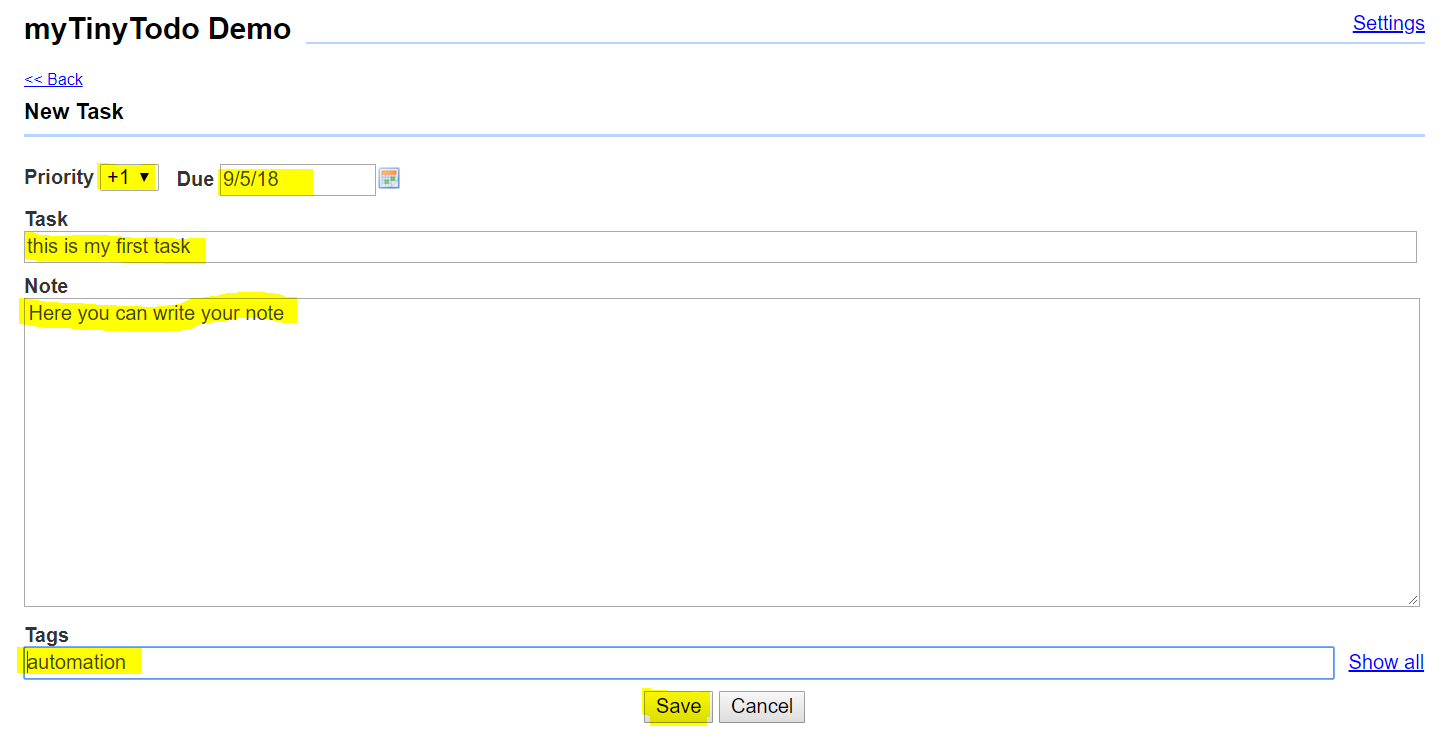 myTinyTodo Demo
Settings
<< Back
New Task
Priority +1 ▼ Due 9/5/18
Task
this is my first task
Note
Here you can write your note
Tags
automation
Show all
Save Cancel